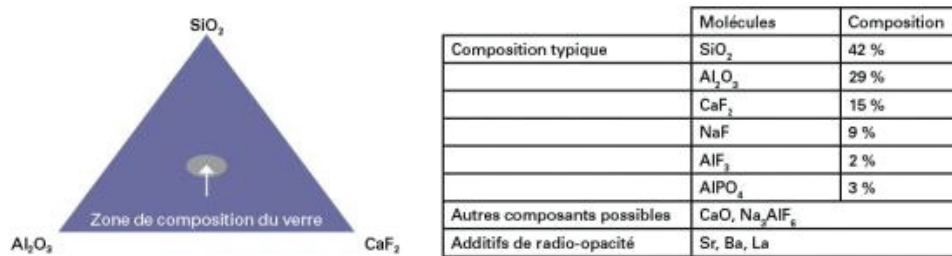 SiO₂
Zone de composition du verre
Al₂O₃
CaF₂
Molécules Composition
Composition typique SiO₂ 42 %
Al₂O₃ 29 %
CaF₂ 15 %
NaF 9 %
AlF₃ 2 %
AlPO₄ 3 %
Autres composants possibles CaO, Na₃AlF₆
Additifs de radio-opacité Sr, Ba, La